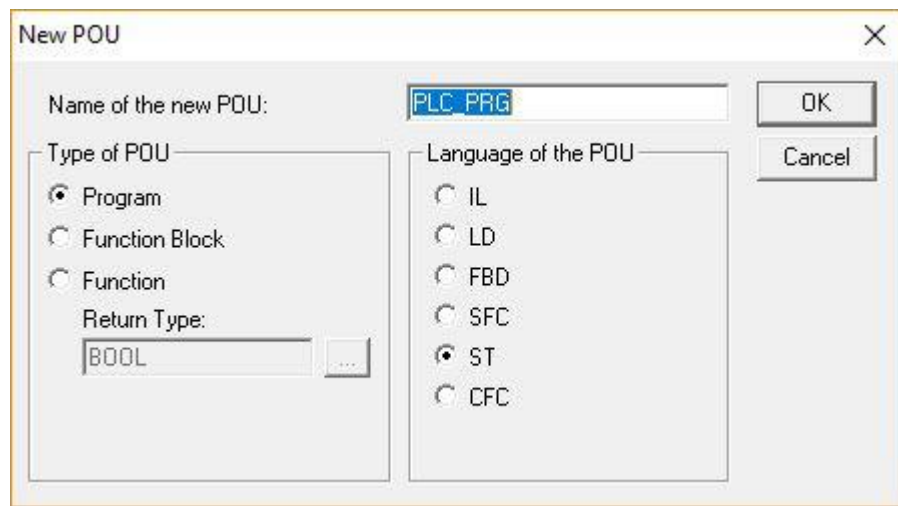 New POU
Name of the new POU:
PLC_PRG
OK
Cancel
Type of POU
Program
Function Block
Function
Return Type:
BOOL
...
Language of the POU
IL
LD
FBD
SFC
ST
CFC